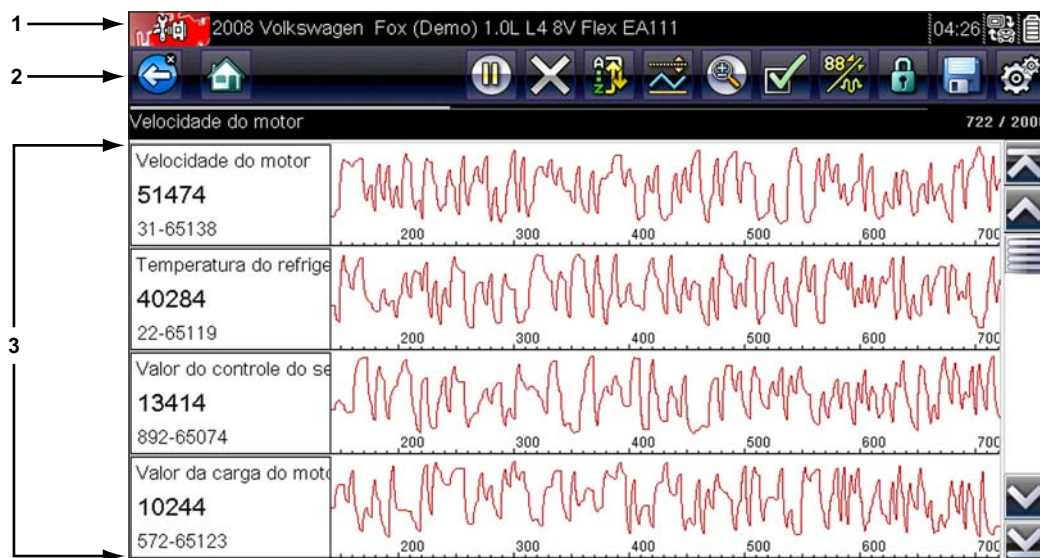 1
2008 Volkswagen Fox (Demo) 1.0L L4 8V Flex EA111
04:26
2
Velocidade do motor
722 / 200
3
Velocidade do motor
51474
31-65138
200 300 400 500 600 700
Temperatura do refrige
40284
22-65119
200 300 400 500 600 700
Valor do controle do se
13414
892-65074
200 300 400 500 600 700
Valor da carga do moto
10244
572-65123
200 300 400 500 600 700